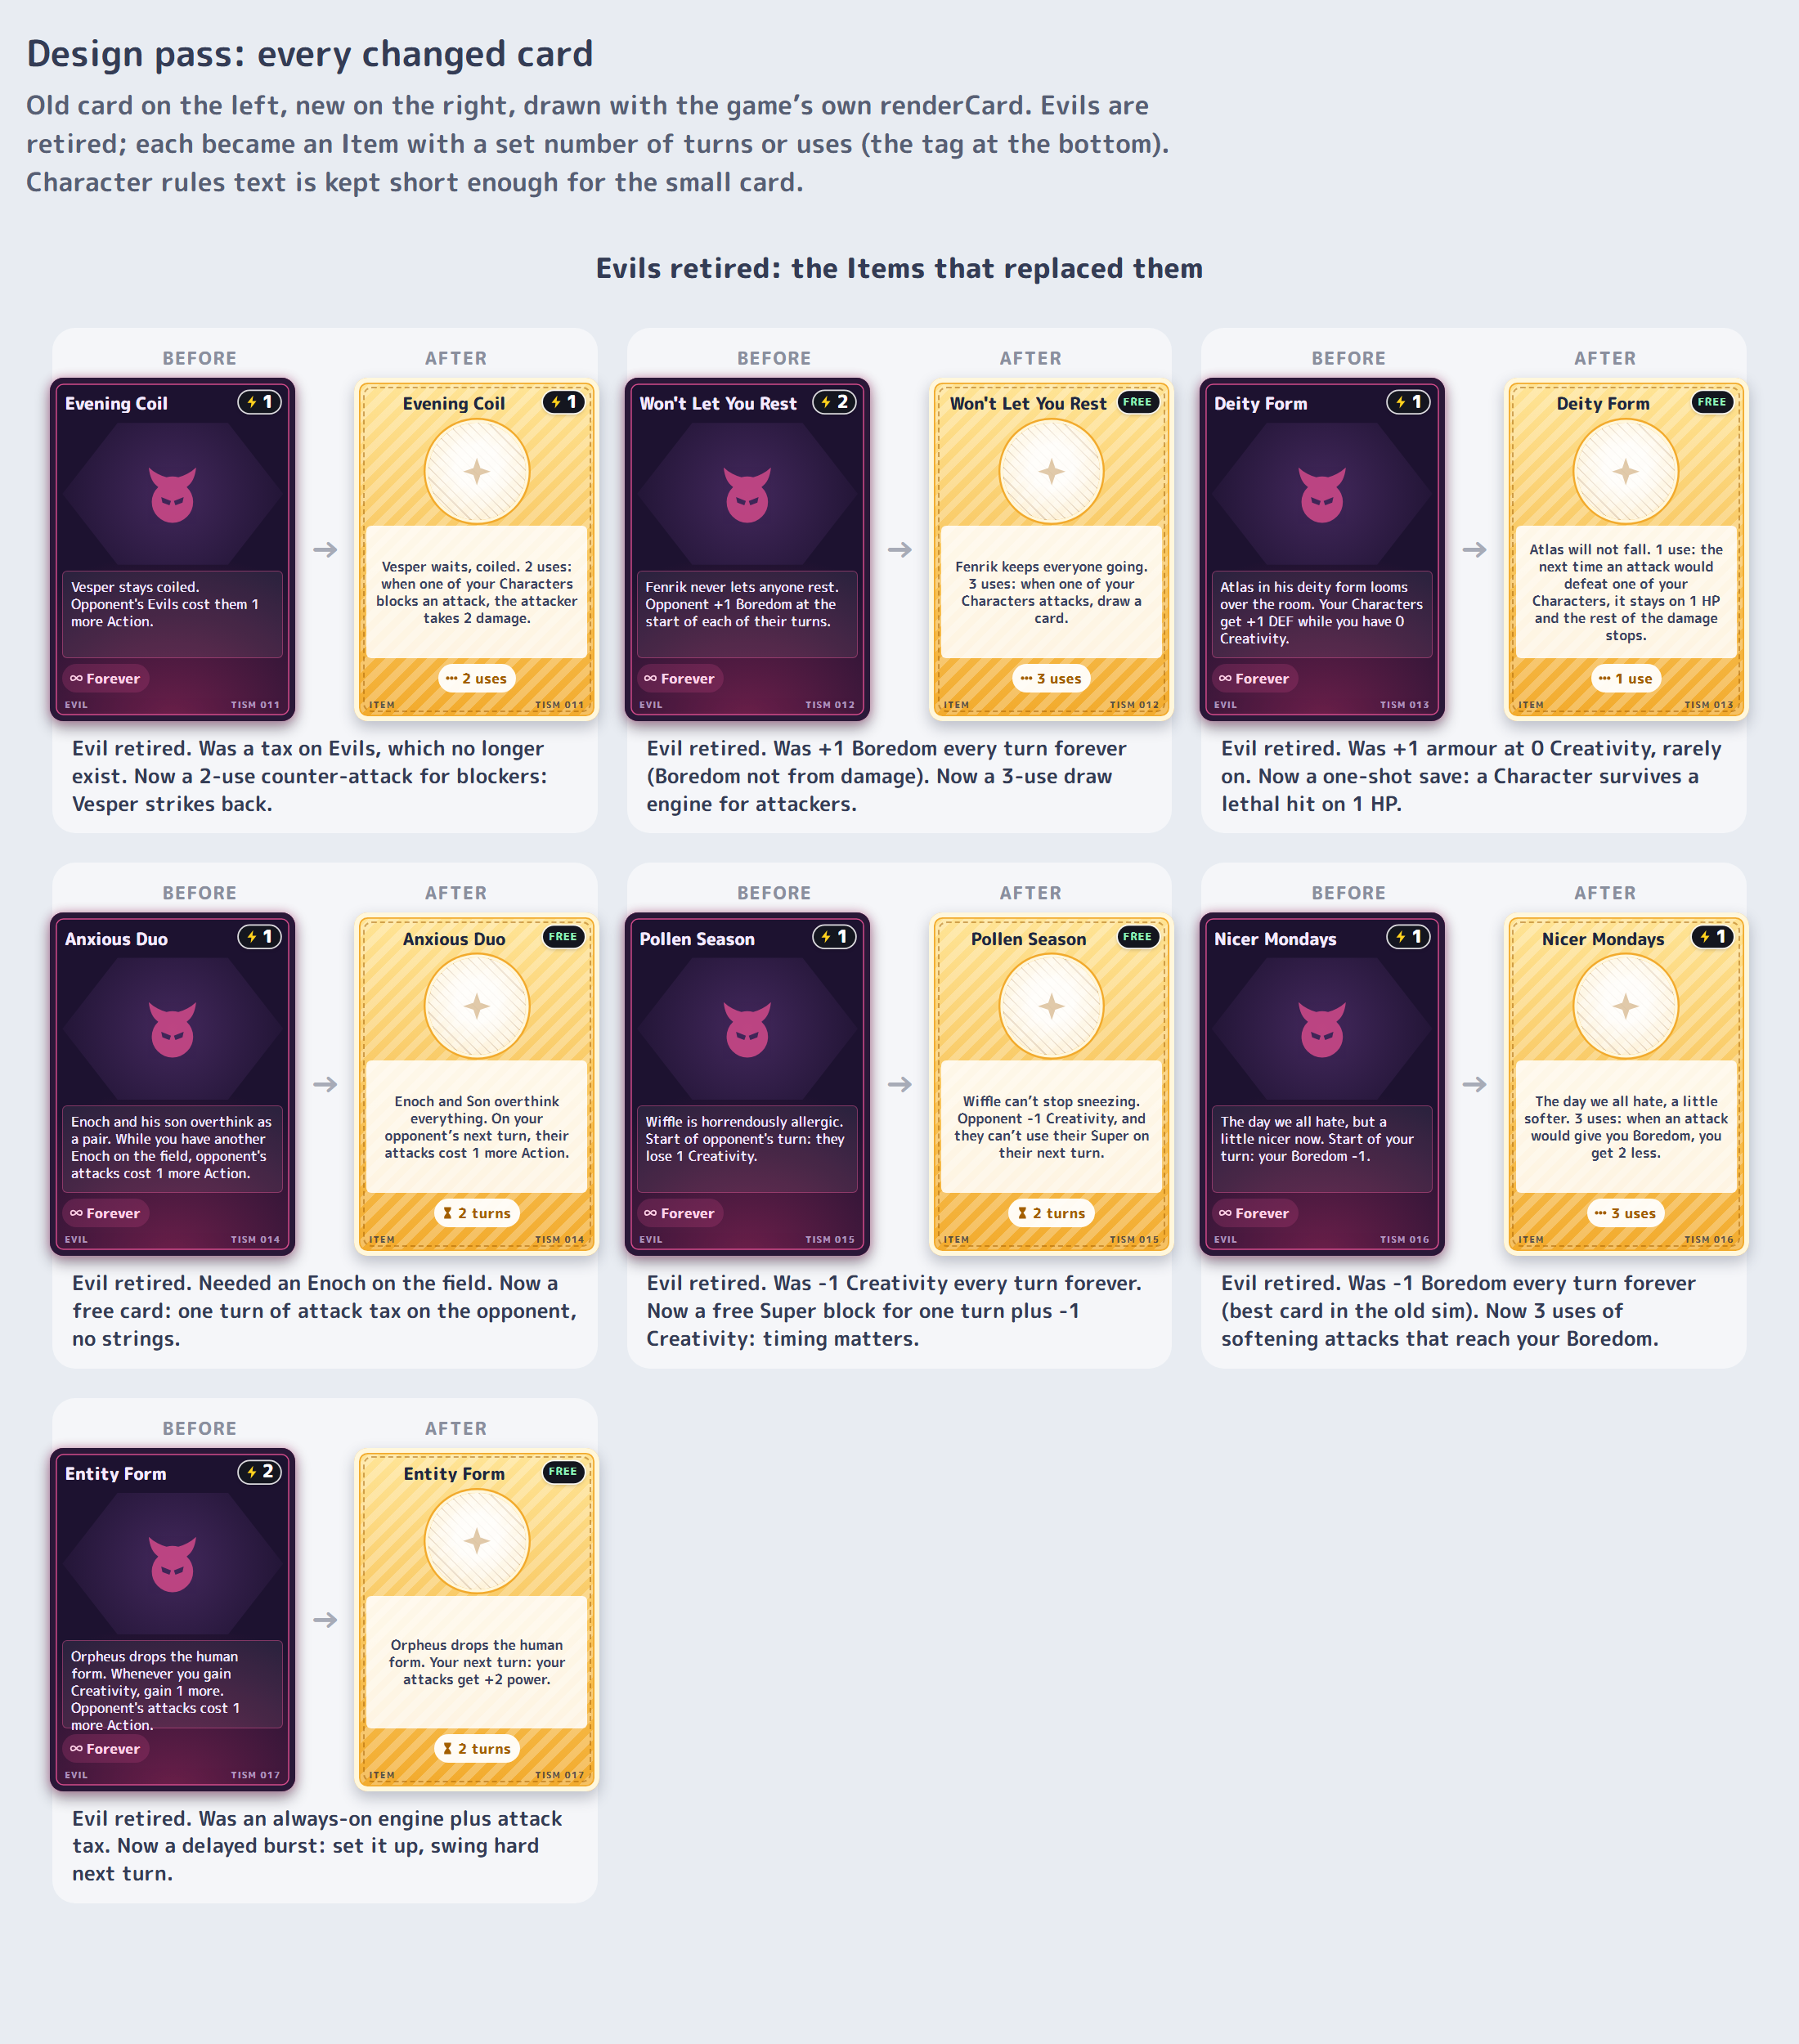 Design pass: every changed card
Old card on the left, new on the right, drawn with the game’s own renderCard. Evils are
retired; each became an Item with a set number of turns or uses (the tag at the bottom).
Character rules text is kept short enough for the small card.
Evils retired: the Items that replaced them
BEFORE
AFTER
Evening Coil
1
Vesper stays coiled.
Opponent's Evils cost them 1
more Action.
∞ Forever
EVIL
TISM 011
→
Evening Coil
1
Vesper waits, coiled. 2 uses:
when one of your Characters
blocks an attack, the attacker
takes 2 damage.
2 uses
ITEM
TISM 011
Evil retired. Was a tax on Evils, which no longer
exist. Now a 2-use counter-attack for blockers:
Vesper strikes back.
BEFORE
AFTER
Won't Let You Rest
2
Fenrik never lets anyone rest.
Opponent +1 Boredom at the
start of each of their turns.
∞ Forever
EVIL
TISM 012
→
Won't Let You Rest
FREE
Fenrik keeps everyone going.
3 uses: when one of your
Characters attacks, draw a
card.
3 uses
ITEM
TISM 012
Evil retired. Was +1 Boredom every turn forever
(Boredom not from damage). Now a 3-use draw
engine for attackers.
BEFORE
AFTER
Deity Form
1
Atlas in his deity form looms
over the room. Your Characters
get +1 DEF while you have 0
Creativity.
∞ Forever
EVIL
TISM 013
→
Deity Form
FREE
Atlas will not fall. 1 use: the
next time an attack would
defeat one of your
Characters, it stays on 1 HP
and the rest of the damage
stops.
1 use
ITEM
TISM 013
Evil retired. Was +1 armour at 0 Creativity, rarely
on. Now a one-shot save: a Character survives a
lethal hit on 1 HP.
BEFORE
AFTER
Anxious Duo
1
Enoch and his son overthink as
a pair. While you have another
Enoch on the field, opponent's
attacks cost 1 more Action.
∞ Forever
EVIL
TISM 014
→
Anxious Duo
FREE
Enoch and Son overthink
everything. On your
opponent’s next turn, their
attacks cost 1 more Action.
2 turns
ITEM
TISM 014
Evil retired. Needed an Enoch on the field. Now a
free card: one turn of attack tax on the opponent,
no strings.
BEFORE
AFTER
Pollen Season
1
Wiffle is horrendously allergic.
Start of opponent's turn: they
lose 1 Creativity.
∞ Forever
EVIL
TISM 015
→
Pollen Season
FREE
Wiffle can’t stop sneezing.
Opponent -1 Creativity, and
they can’t use their Super on
their next turn.
2 turns
ITEM
TISM 015
Evil retired. Was -1 Creativity every turn forever.
Now a free Super block for one turn plus -1
Creativity: timing matters.
BEFORE
AFTER
Nicer Mondays
1
The day we all hate, but a
little nicer now. Start of your
turn: your Boredom -1.
∞ Forever
EVIL
TISM 016
→
Nicer Mondays
1
The day we all hate, a little
softer. 3 uses: when an attack
would give you Boredom, you
get 2 less.
3 uses
ITEM
TISM 016
Evil retired. Was -1 Boredom every turn forever
(best card in the old sim). Now 3 uses of
softening attacks that reach your Boredom.
BEFORE
AFTER
Entity Form
2
Orpheus drops the human
form. Whenever you gain
Creativity, gain 1 more.
Opponent's attacks cost 1
more Action.
∞ Forever
EVIL
TISM 017
→
Entity Form
FREE
Orpheus drops the human
form. Your next turn: your
attacks get +2 power.
2 turns
ITEM
TISM 017
Evil retired. Was an always-on engine plus attack
tax. Now a delayed burst: set it up, swing hard
next turn.